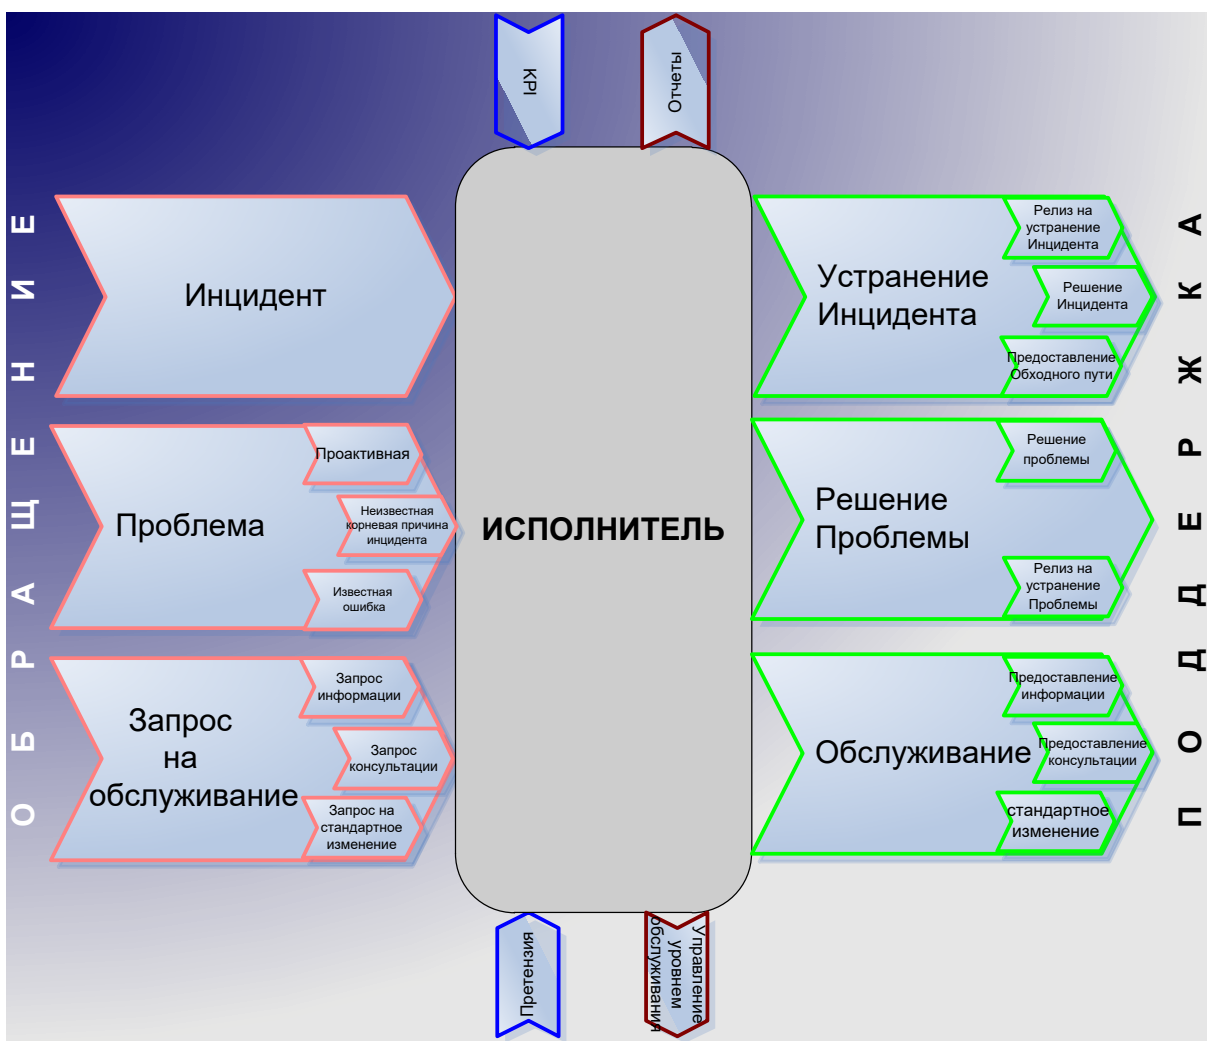 KPI
Отчеты
ОБРАЩЕНИЕ
Инцидент
Проблема
Проактивная
Неизвестная
корневая причина
инцидента
Известная
ошибка
Запрос
на
обслуживание
Запрос
информации
Запрос
консультации
Запрос на
стандартное
изменение
ИСПОЛНИТЕЛЬ
Устранение
Инцидента
Релиз на
устранение
Инцидента
Решение
Инцидента
Предоставление
Обходного пути
Решение
Проблемы
Решение
проблемы
Релиз на
устранение
Проблемы
Обслуживание
Предоставление
информации
Предоставление
консультации
стандартное
изменение
ПОДДЕРЖКА
Претензия
Управление
уровнем
обслуживания